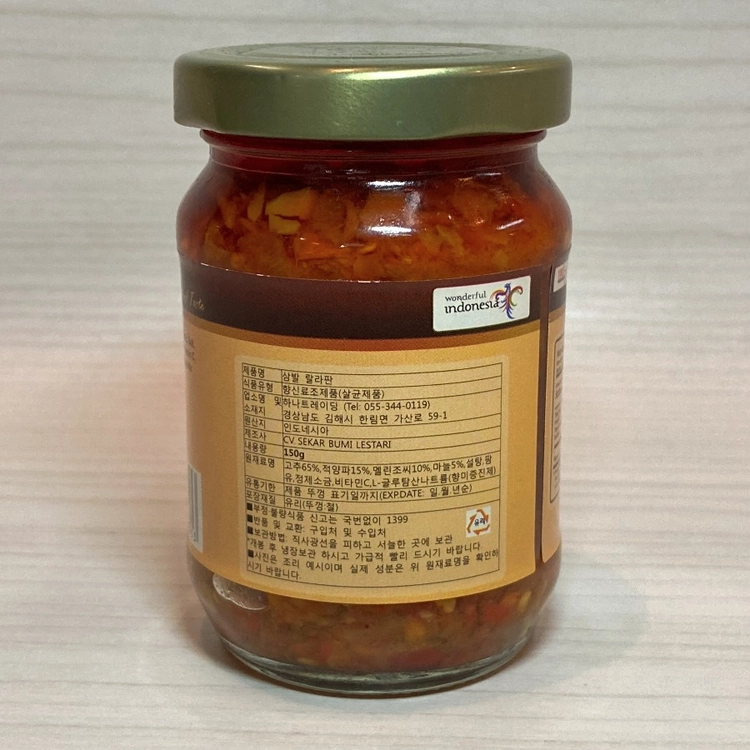 wonderful
indonesia
제품명 삼발 랄라판
식품유형 향신료조제품(살균제품)
업소명 및 하나트레이딩 (Tel: 055-344-0119)
소재지 경상남도 김해시 한림면 가산로 59-1
원산지 인도네시아
제조사 CV SEKAR BUMI LESTARI
내용량 150g
원재료명 고추65%,적양파15%,멜린조씨10%,마늘5%,설탕,팜
유,정제소금,비타민C,L-글루탐산나트륨(향미증진제)
유통기한 제품 뚜껑 표기일까지(EXP.DATE: 일.월.년순)
포장재질 유리(뚜껑:철)
■부정·불량식품 신고는 국번없이 1399
■반품 및 교환: 구입처 및 수입처
■보관방법: 직사광선을 피하고 서늘한 곳에 보관
*개봉 후 냉장보관 하시고 가급적 빨리 드시기 바랍니다.
■사진은 조리 예시이며 실제 성분은 위 원재료명을 확인하
시기 바랍니다.
유리